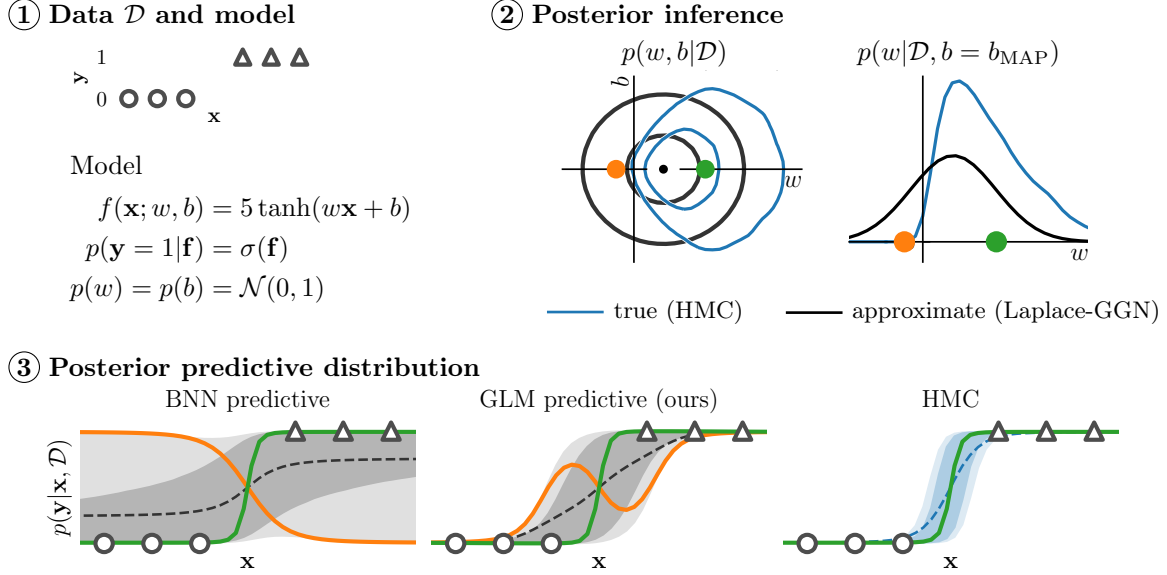 ① Data 𝒟 and model
1
y
0
x
Model
f(x; w, b) = 5 tanh(wx + b)
p(y = 1|f) = σ(f)
p(w) = p(b) = 𝒩(0, 1)
② Posterior inference
p(w, b|𝒟)
b
w
p(w|𝒟, b = b_MAP)
w
true (HMC)
approximate (Laplace-GGN)
③ Posterior predictive distribution
BNN predictive
GLM predictive (ours)
HMC
p(y|x, 𝒟)
x
x
x